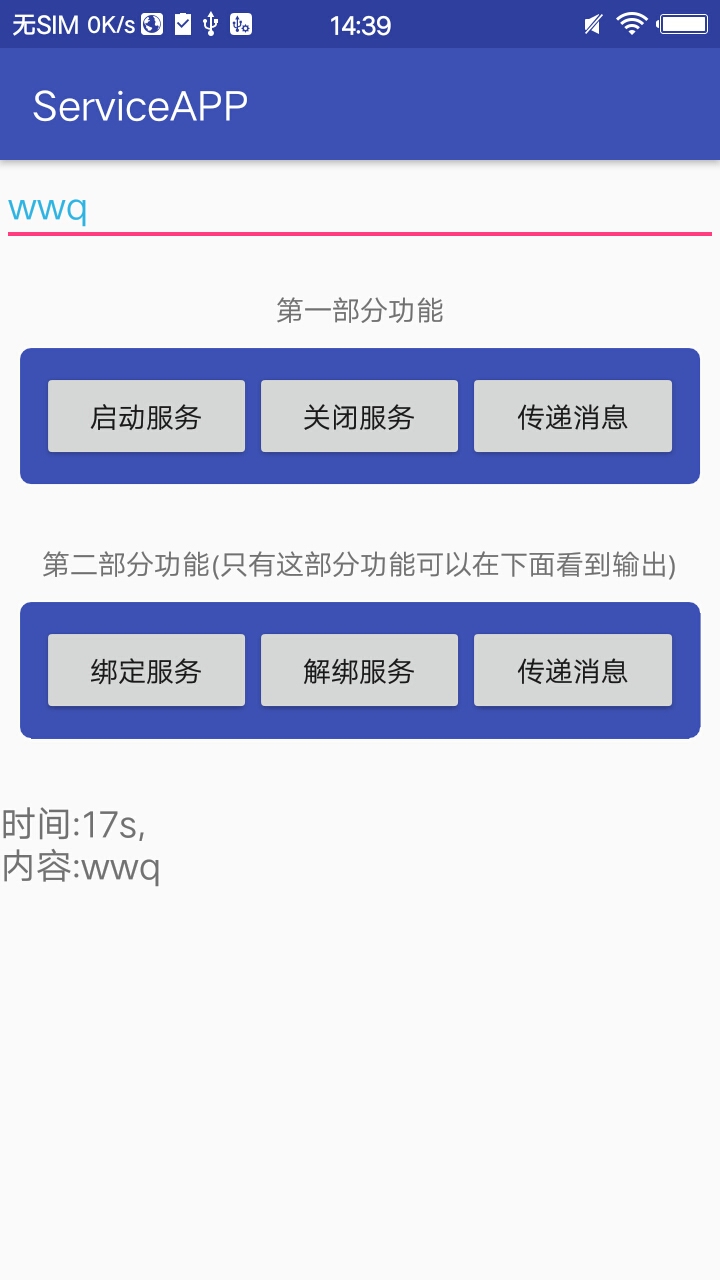 无SIM 0K/s 14:39
ServiceAPP
wwq
第一部分功能
启动服务 关闭服务 传递消息
第二部分功能(只有这部分功能可以在下面看到输出)
绑定服务 解绑服务 传递消息
时间:17s,
内容:wwq